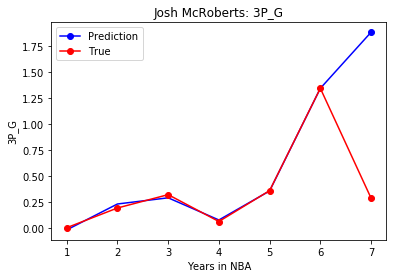 Josh McRoberts: 3P_G
Prediction
True
1.75
1.50
1.25
1.00
0.75
0.50
0.25
0.00
3P_G
1 2 3 4 5 6 7
Years in NBA